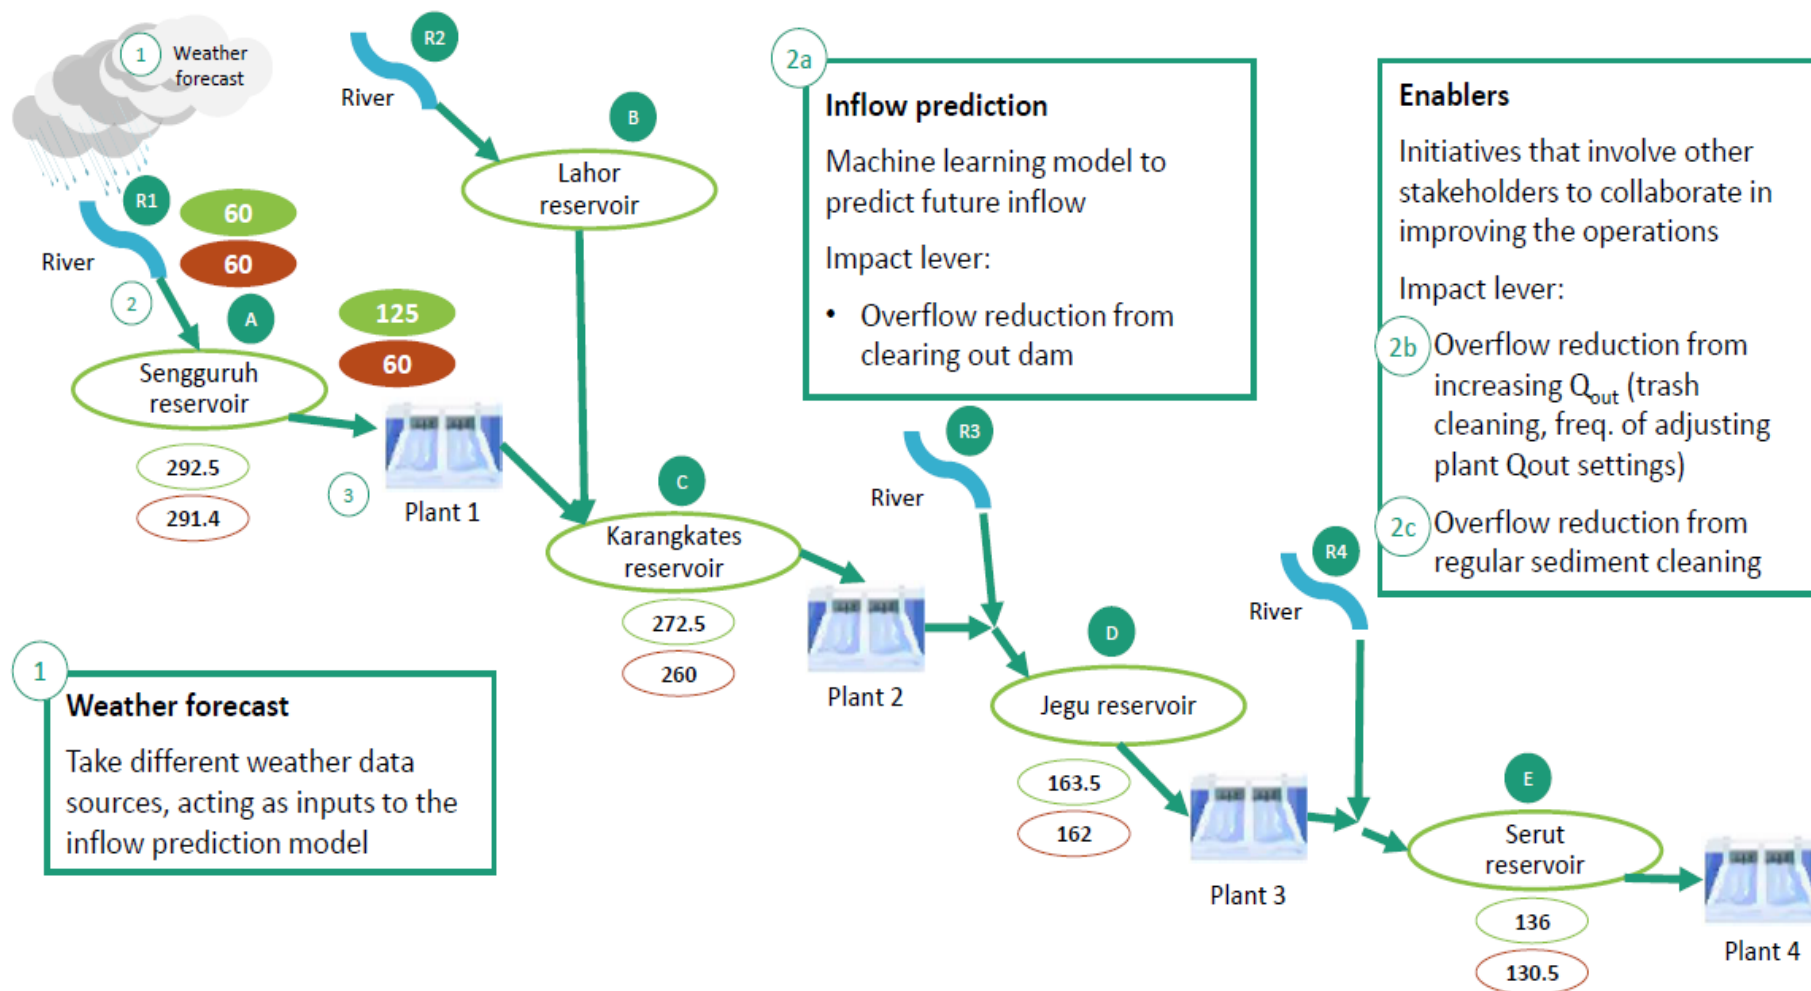 1
Weather
forecast
R1
River
60
60
2
A
Sengguruh
reservoir
292.5
291.4
125
60
3
Plant 1
R2
River
B
Lahor
reservoir
C
Karangkates
reservoir
272.5
260
Plant 2
R3
River
D
Jegu reservoir
163.5
162
Plant 3
R4
River
E
Serut
reservoir
136
130.5
Plant 4
1
Weather forecast
Take different weather data
sources, acting as inputs to the
inflow prediction model
2a
Inflow prediction
Machine learning model to
predict future inflow
Impact lever:
• Overflow reduction from
clearing out dam
Enablers
Initiatives that involve other
stakeholders to collaborate in
improving the operations
Impact lever:
2b Overflow reduction from
increasing Qout (trash
cleaning, freq. of adjusting
plant Qout settings)
2c Overflow reduction from
regular sediment cleaning